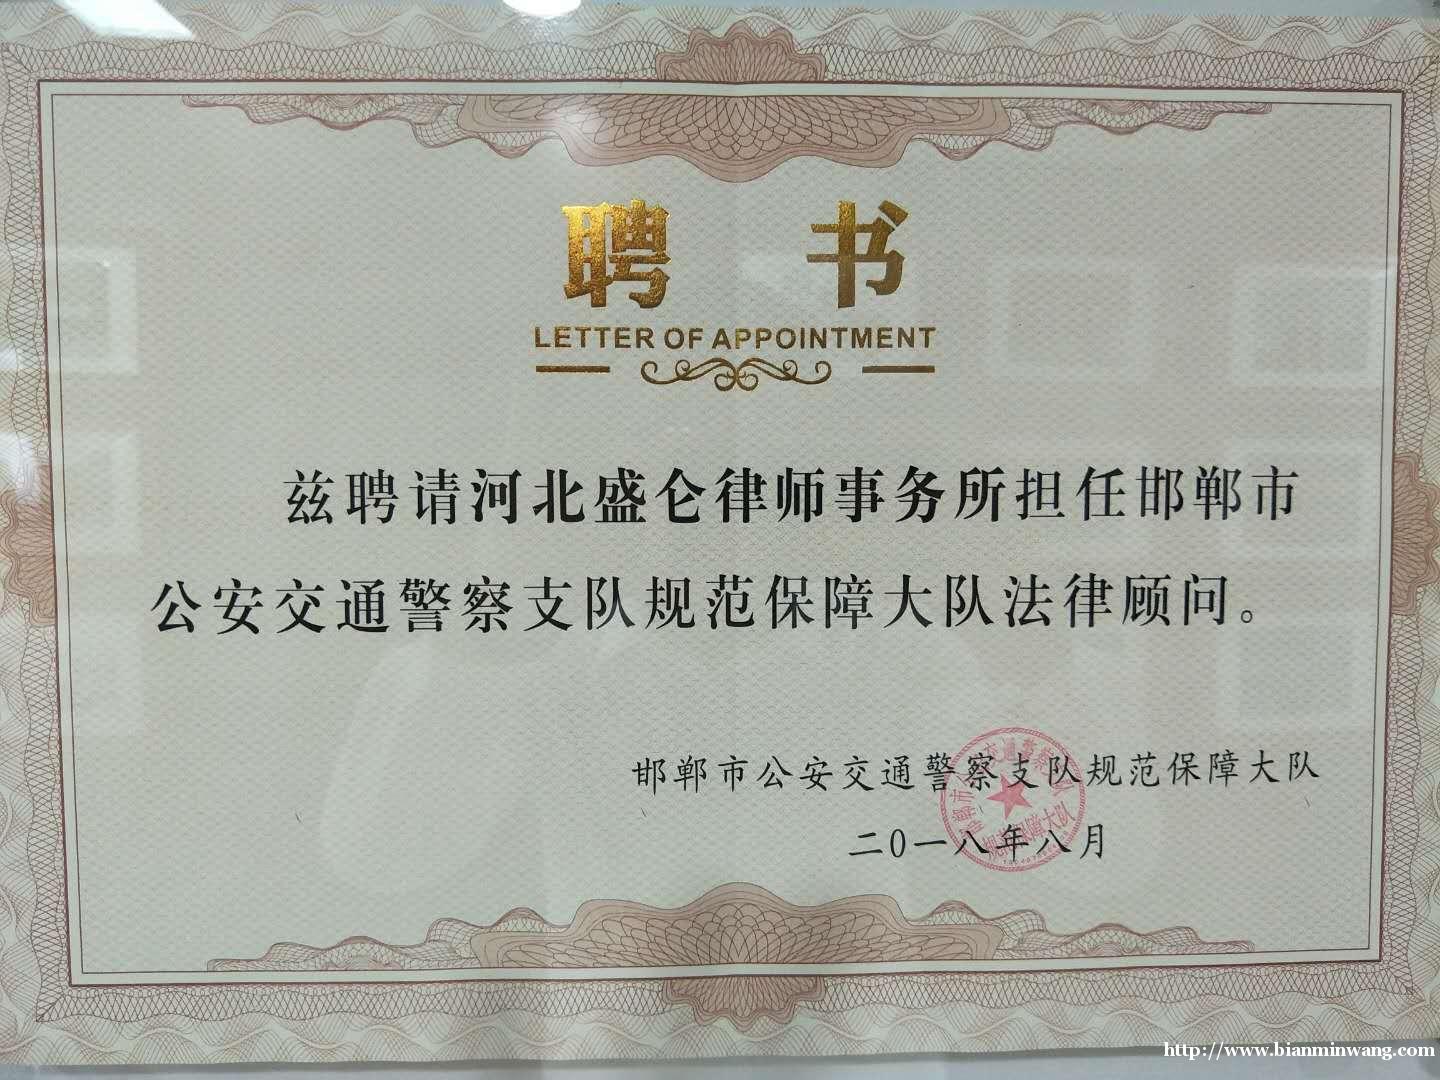 聘书
LETTER OF APPOINTMENT
兹聘请河北盛仑律师事务所担任邯郸市
公安交通警察支队规范保障大队法律顾问。
邯郸市公安交通警察支队规范保障大队
二0一八年八月
http://www.bianminwang.com